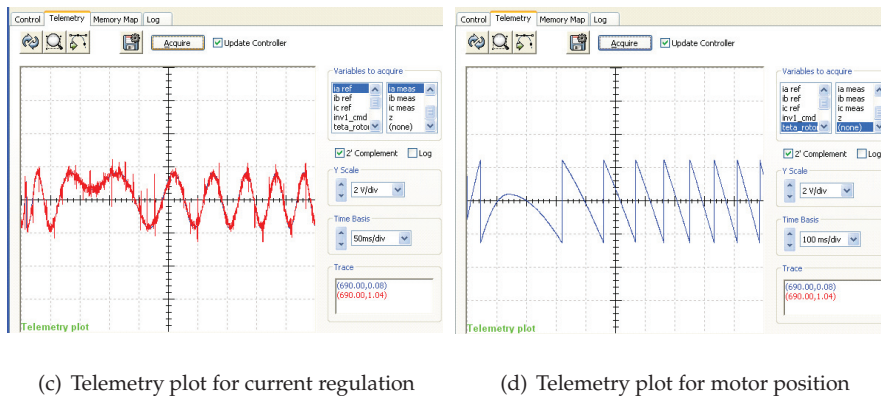 Control Telemetry Memory Map Log
Acquire Update Controller
Variables to acquire
ia ref
ib ref
ic ref
inv1_cmd
teta_rotor
ia meas
ib meas
ic meas
z
(none)
2' Complement Log
Y Scale
2 V/div
Time Basis
50ms/div
Trace
(690.00,0.08)
(690.00,1.04)
Telemetry plot
(c) Telemetry plot for current regulation
Control Telemetry Memory Map Log
Acquire Update Controller
Variables to acquire
ia ref
ib ref
ic ref
inv1_cmd
teta_rotor
ia meas
ib meas
ic meas
z
(none)
2' Complement Log
Y Scale
2 V/div
Time Basis
100 ms/div
Trace
(690.00,0.08)
(690.00,1.04)
Telemetry plot
(d) Telemetry plot for motor position